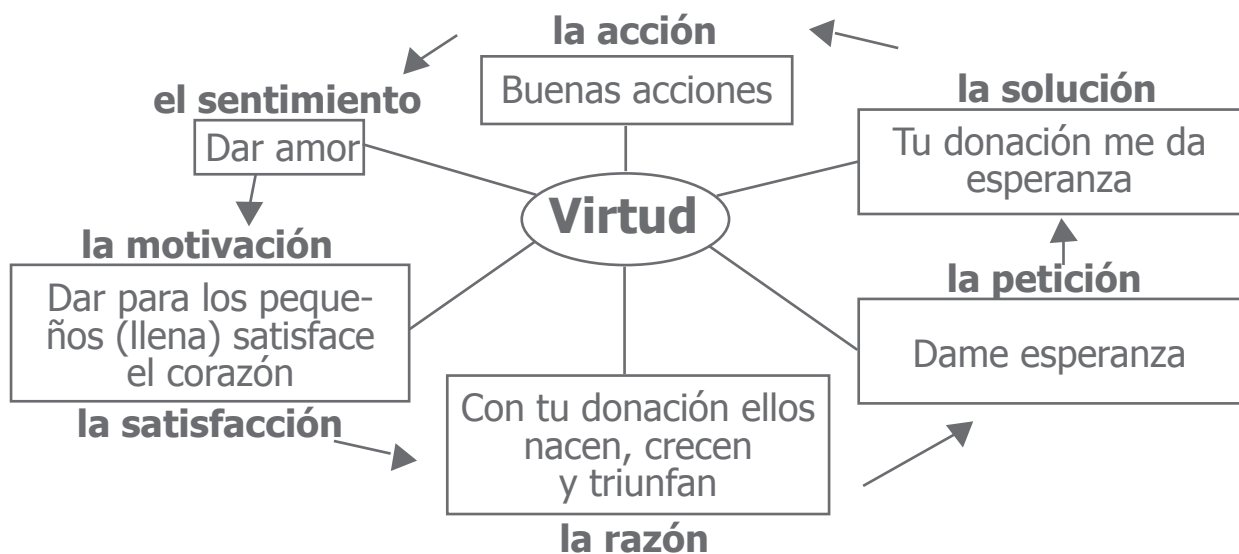 la acción
Buenas acciones
el sentimiento
Dar amor
la solución
Tu donación me da
esperanza
Virtud
la motivación
Dar para los peque-
ños (llena) satisface
el corazón
la satisfacción
la petición
Dame esperanza
Con tu donación ellos
nacen, crecen
y triunfan
la razón